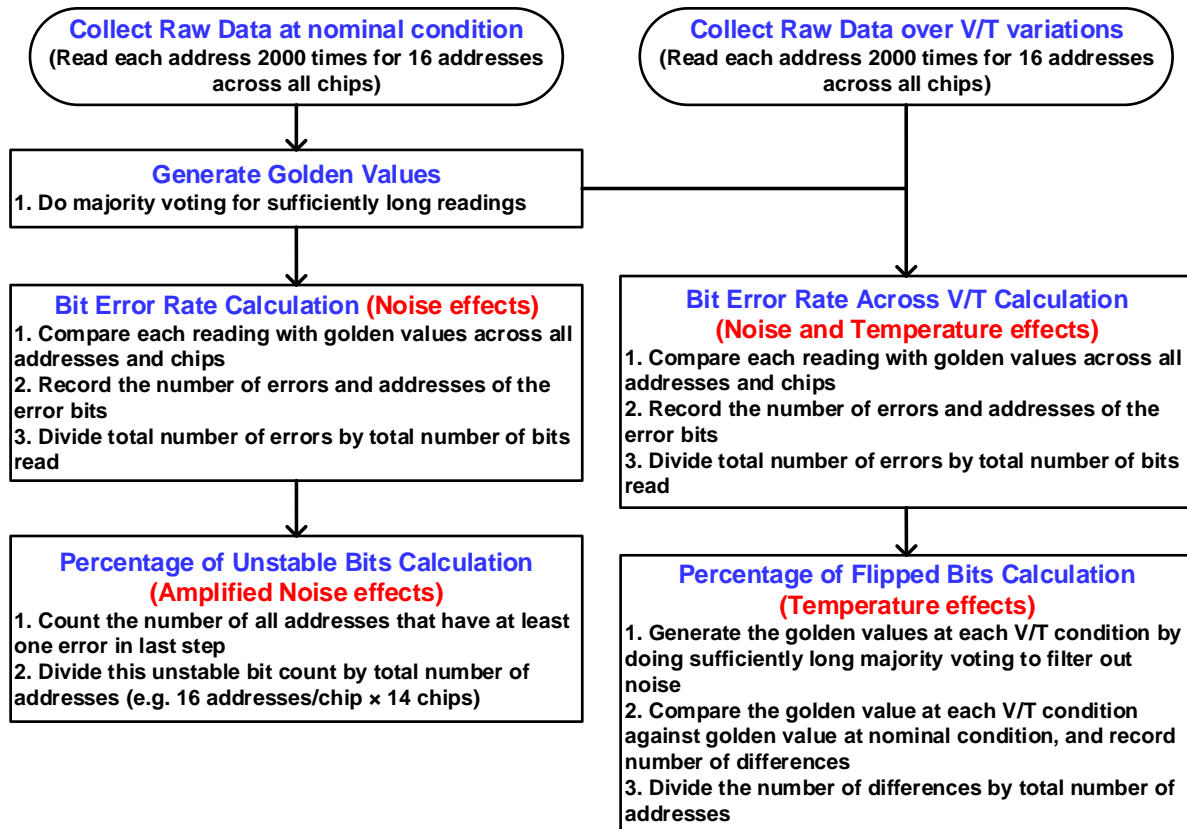 Collect Raw Data at nominal condition
(Read each address 2000 times for 16 addresses
across all chips)
Generate Golden Values
1. Do majority voting for sufficiently long readings
Bit Error Rate Calculation (Noise effects)
1. Compare each reading with golden values across all
addresses and chips
2. Record the number of errors and addresses of the
error bits
3. Divide total number of errors by total number of bits
read
Percentage of Unstable Bits Calculation
(Amplified Noise effects)
1. Count the number of all addresses that have at least
one error in last step
2. Divide this unstable bit count by total number of
addresses (e.g. 16 addresses/chip × 14 chips)
Collect Raw Data over V/T variations
(Read each address 2000 times for 16 addresses
across all chips)
Bit Error Rate Across V/T Calculation
(Noise and Temperature effects)
1. Compare each reading with golden values across all
addresses and chips
2. Record the number of errors and addresses of the
error bits
3. Divide total number of errors by total number of bits
read
Percentage of Flipped Bits Calculation
(Temperature effects)
1. Generate the golden values at each V/T condition by
doing sufficiently long majority voting to filter out
noise
2. Compare the golden value at each V/T condition
against golden value at nominal condition, and record
number of differences
3. Divide the number of differences by total number of
addresses